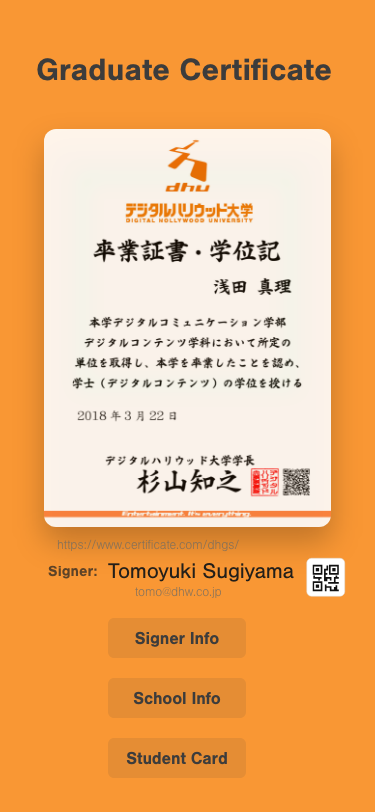 Graduate Certificate
dhu
デジタルハリウッド大学
DIGITAL HOLLYWOOD UNIVERSITY
卒業証書・学位記
浅田 真理
本学デジタルコミュニケーション学部
デジタルコンテンツ学科において所定の
単位を取得し、本学を卒業したことを認め、
学士（デジタルコンテンツ）の学位を授ける
2018年3月22日
デジタルハリウッド大学学長
杉山知之
Entertainment. It's everything
https://www.certificate.com/dhgs/
Signer: Tomoyuki Sugiyama
tomo@dhw.co.jp
Signer Info
School Info
Student Card